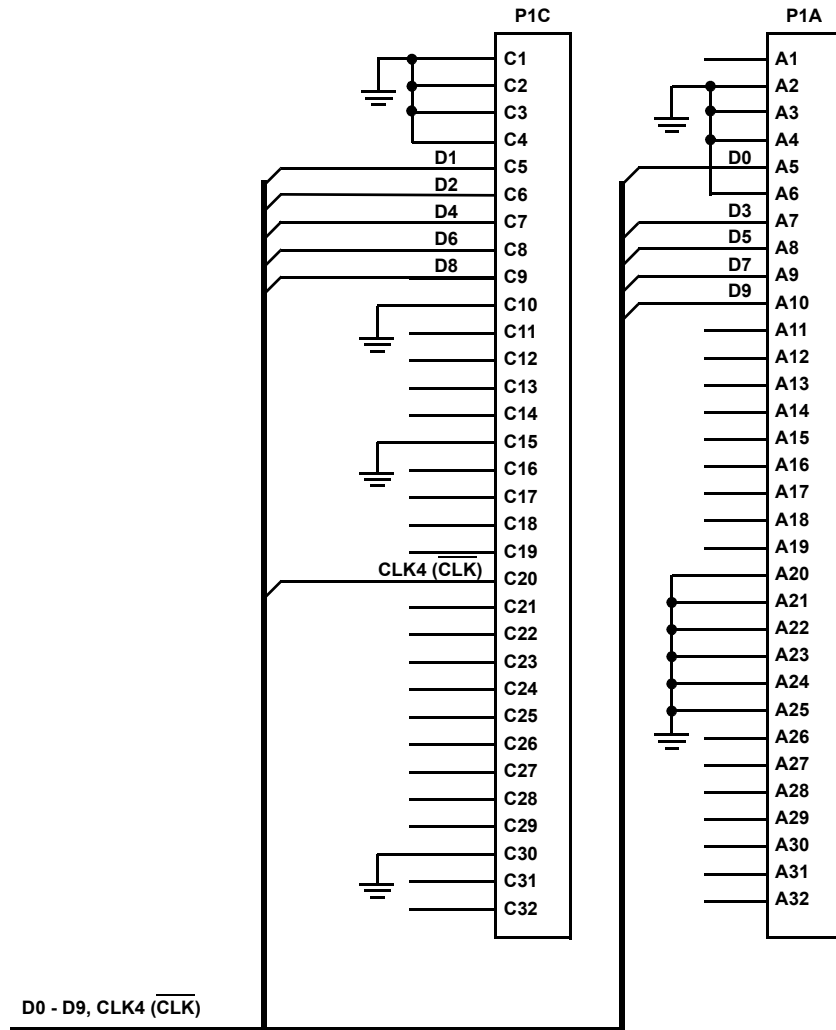 P1C
C1
C2
C3
C4
D1 C5
D2 C6
D4 C7
D6 C8
D8 C9
C10
C11
C12
C13
C14
C15
C16
C17
C18
C19
CLK4 (C̅L̅K̅) C20
C21
C22
C23
C24
C25
C26
C27
C28
C29
C30
C31
C32
P1A
A1
A2
A3
A4
D0 A5
A6
D3 A7
D5 A8
D7 A9
D9 A10
A11
A12
A13
A14
A15
A16
A17
A18
A19
A20
A21
A22
A23
A24
A25
A26
A27
A28
A29
A30
A31
A32
D0 - D9, CLK4 (C̅L̅K̅)